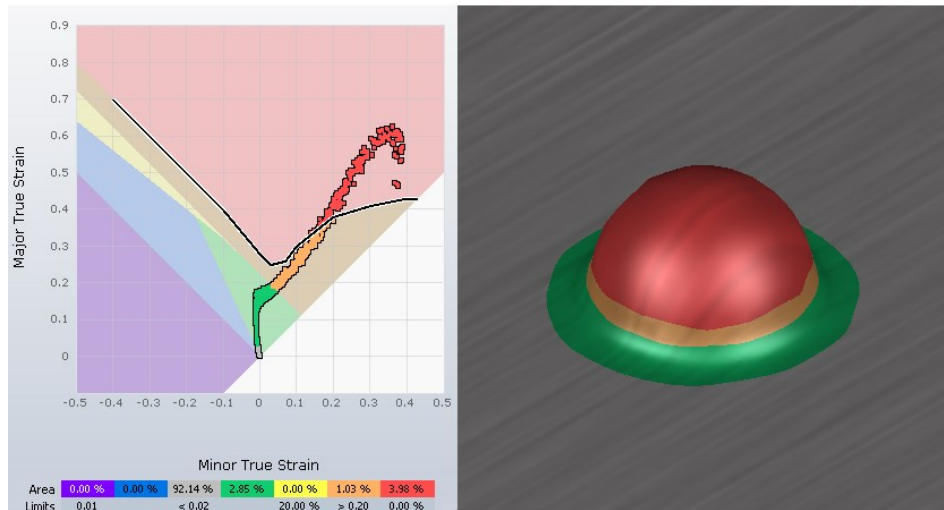 0.9
0.8
0.7
0.6
0.5
0.4
0.3
0.2
0.1
0
-0.1
Major True Strain
-0.5 -0.4 -0.3 -0.2 -0.1 0 0.1 0.2 0.3 0.4 0.5
Minor True Strain
Area 0.00 % 0.00 % 92.14 % 2.85 % 0.00 % 1.03 % 3.98 %
Limits 0.01 < 0.02 20.00 % > 0.20 0.00 %